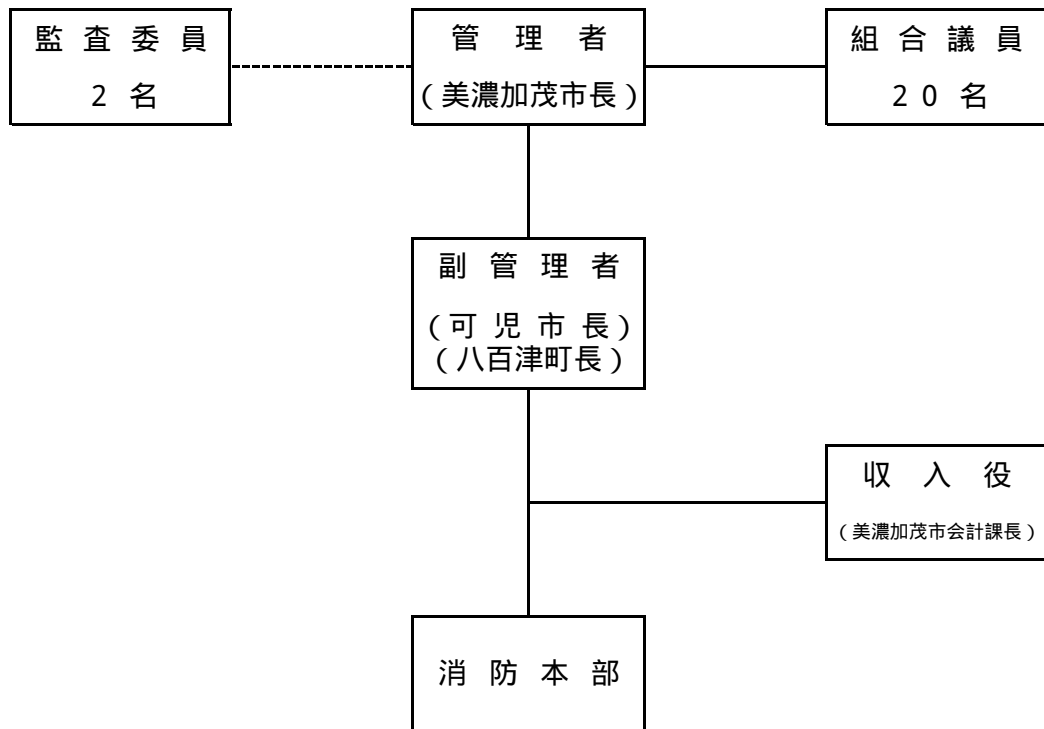 監査委員
2名
管理者
(美濃加茂市長)
組合議員
20名
副管理者
(可児市長)
(八百津町長)
収入役
(美濃加茂市会計課長)
消防本部